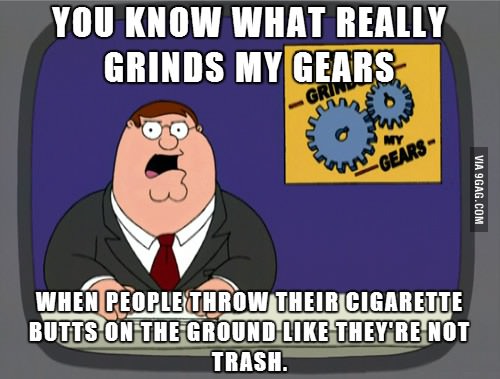 YOU KNOW WHAT REALLY
GRINDS MY GEARS
GRINDS
MY
GEARS
VIA 9GAG.COM
WHEN PEOPLE THROW THEIR CIGARETTE
BUTTS ON THE GROUND LIKE THEY'RE NOT
TRASH.